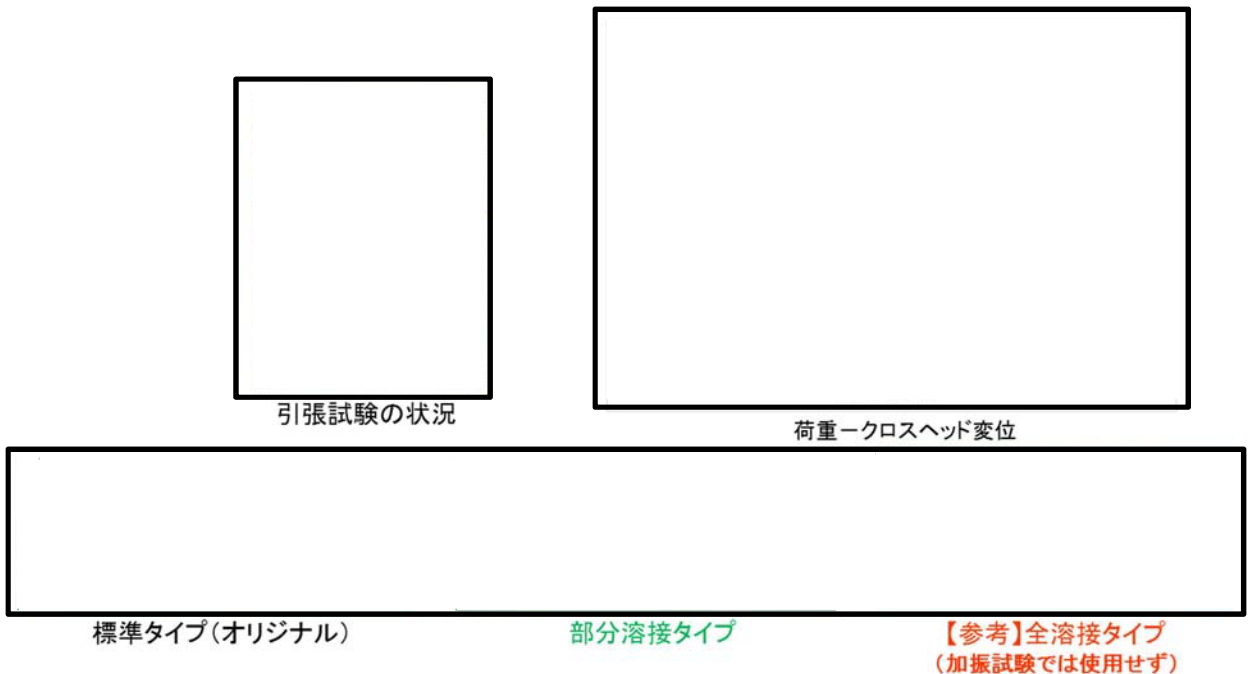 引張試験の状況
荷重－クロスヘッド変位
標準タイプ(オリジナル)
部分溶接タイプ
【参考】全溶接タイプ
(加振試験では使用せず)